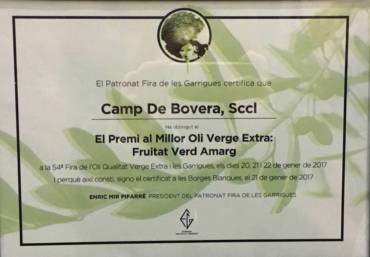 El Patronat Fira de les Garrigues certifica que
Camp De Bovera, Sccl
Ha obtingut el
El Premi al Millor Oli Verge Extra:
Fruitat Verd Amarg
a la 54ª Fira de l'Oli Qualitat Verge Extra i les Garrigues, els dies 20, 21 i 22 de gener de 2017
I perquè així consti, signo el certificat a les Borges Blanques, el 21 de gener de 2017
ENRIC MIR PIFARRÉ PRESIDENT DEL PATRONAT FIRA DE LES GARRIGUES